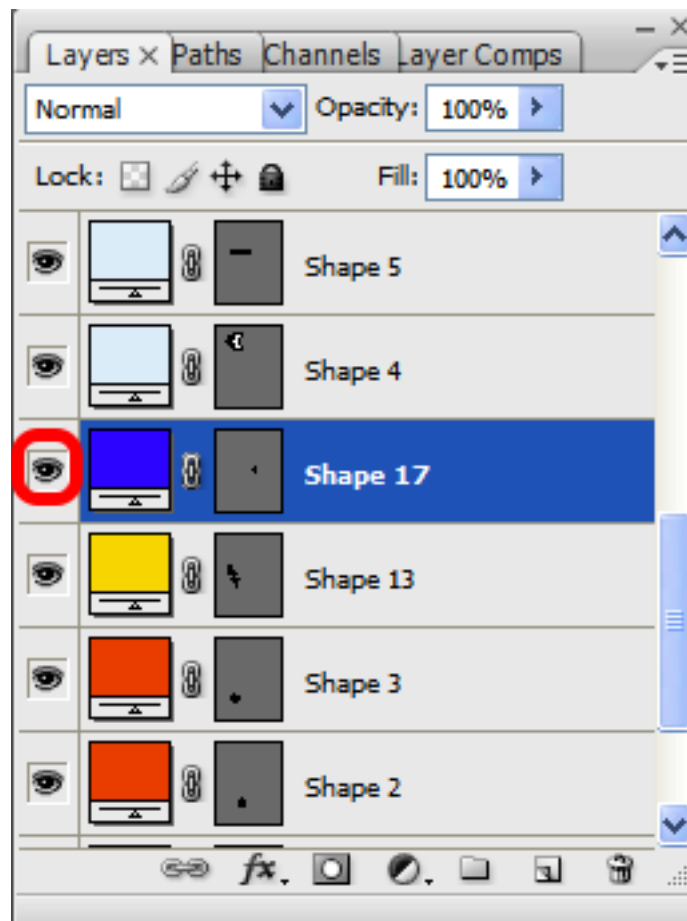 Layers Paths Channels Layer Comps
Normal Opacity: 100%
Lock: Fill: 100%
Shape 5
Shape 4
Shape 17
Shape 13
Shape 3
Shape 2
fx.